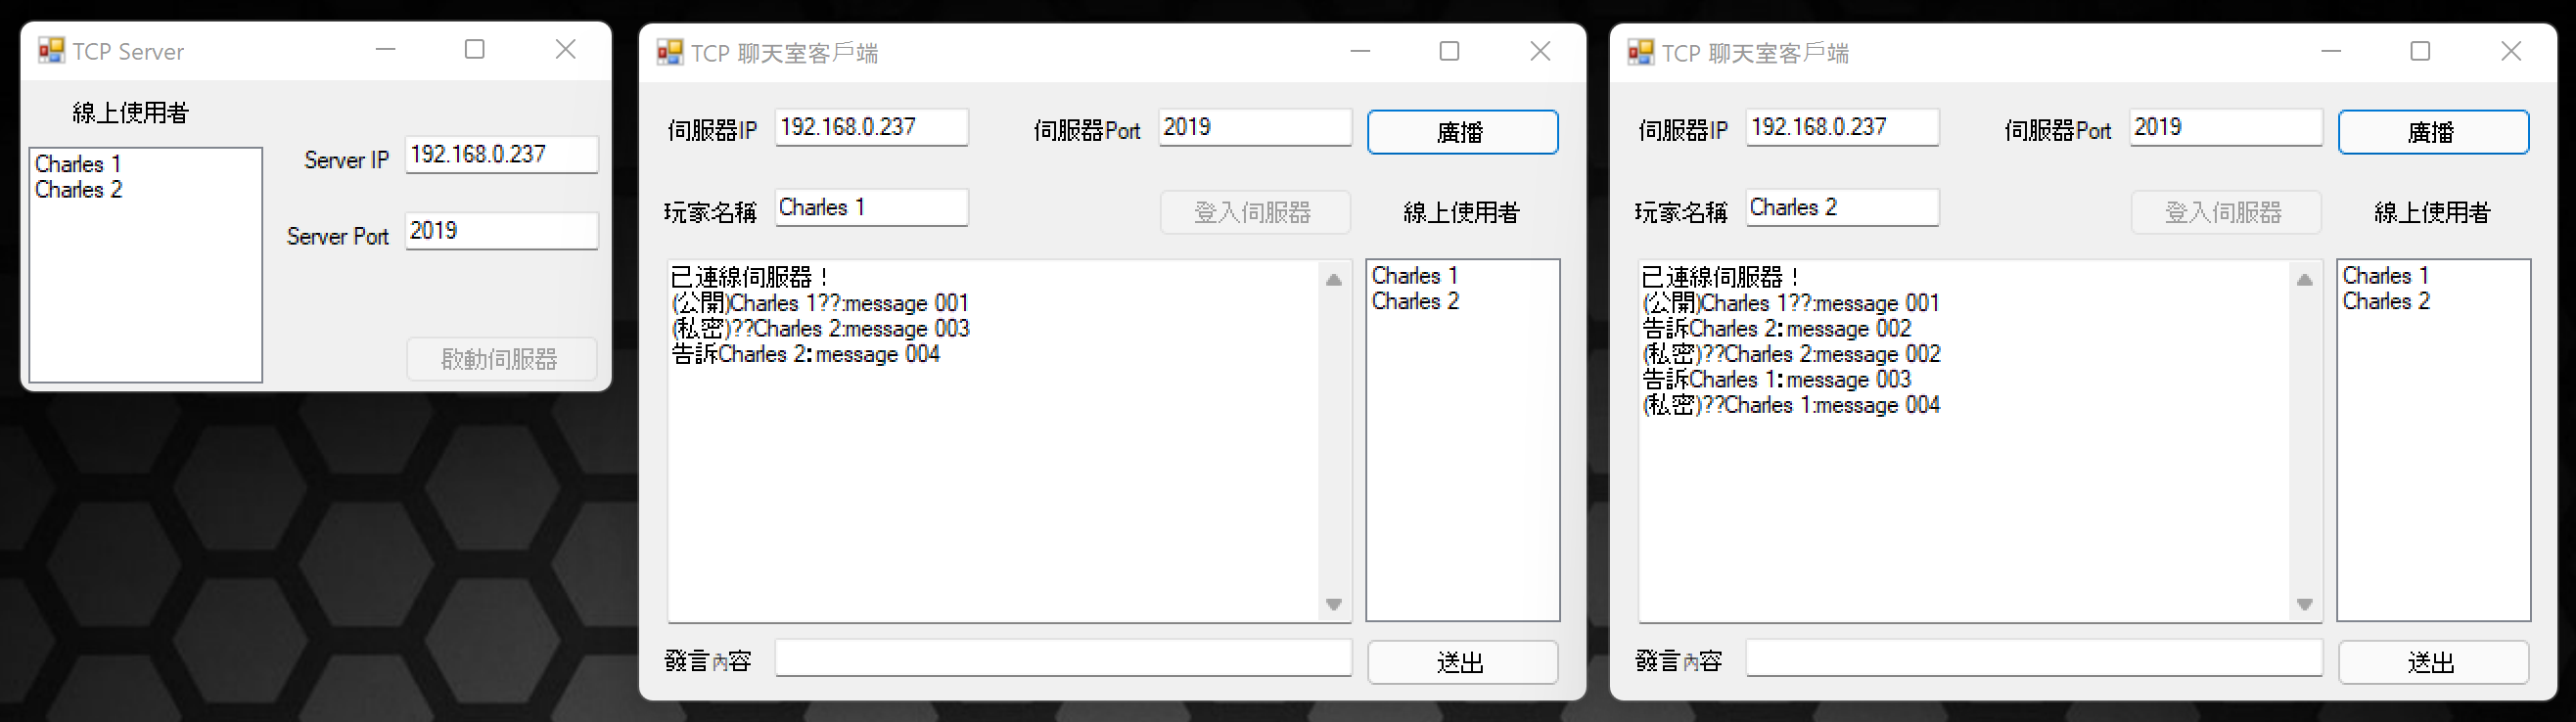 TCP Server
線上使用者
Charles 1
Charles 2
Server IP
192.168.0.237
Server Port
2019
啟動伺服器
TCP 聊天室客戶端
伺服器IP
192.168.0.237
伺服器Port
2019
廣播
玩家名稱
Charles 1
登入伺服器
線上使用者
已連線伺服器！
(公開)Charles 1??:message 001
(私密)??Charles 2:message 003
告訴Charles 2: message 004
Charles 1
Charles 2
發言內容
送出
TCP 聊天室客戶端
伺服器IP
192.168.0.237
伺服器Port
2019
廣播
玩家名稱
Charles 2
登入伺服器
線上使用者
已連線伺服器！
(公開)Charles 1??:message 001
告訴Charles 2: message 002
(私密)??Charles 2:message 002
告訴Charles 1: message 003
(私密)??Charles 1:message 004
Charles 1
Charles 2
發言內容
送出